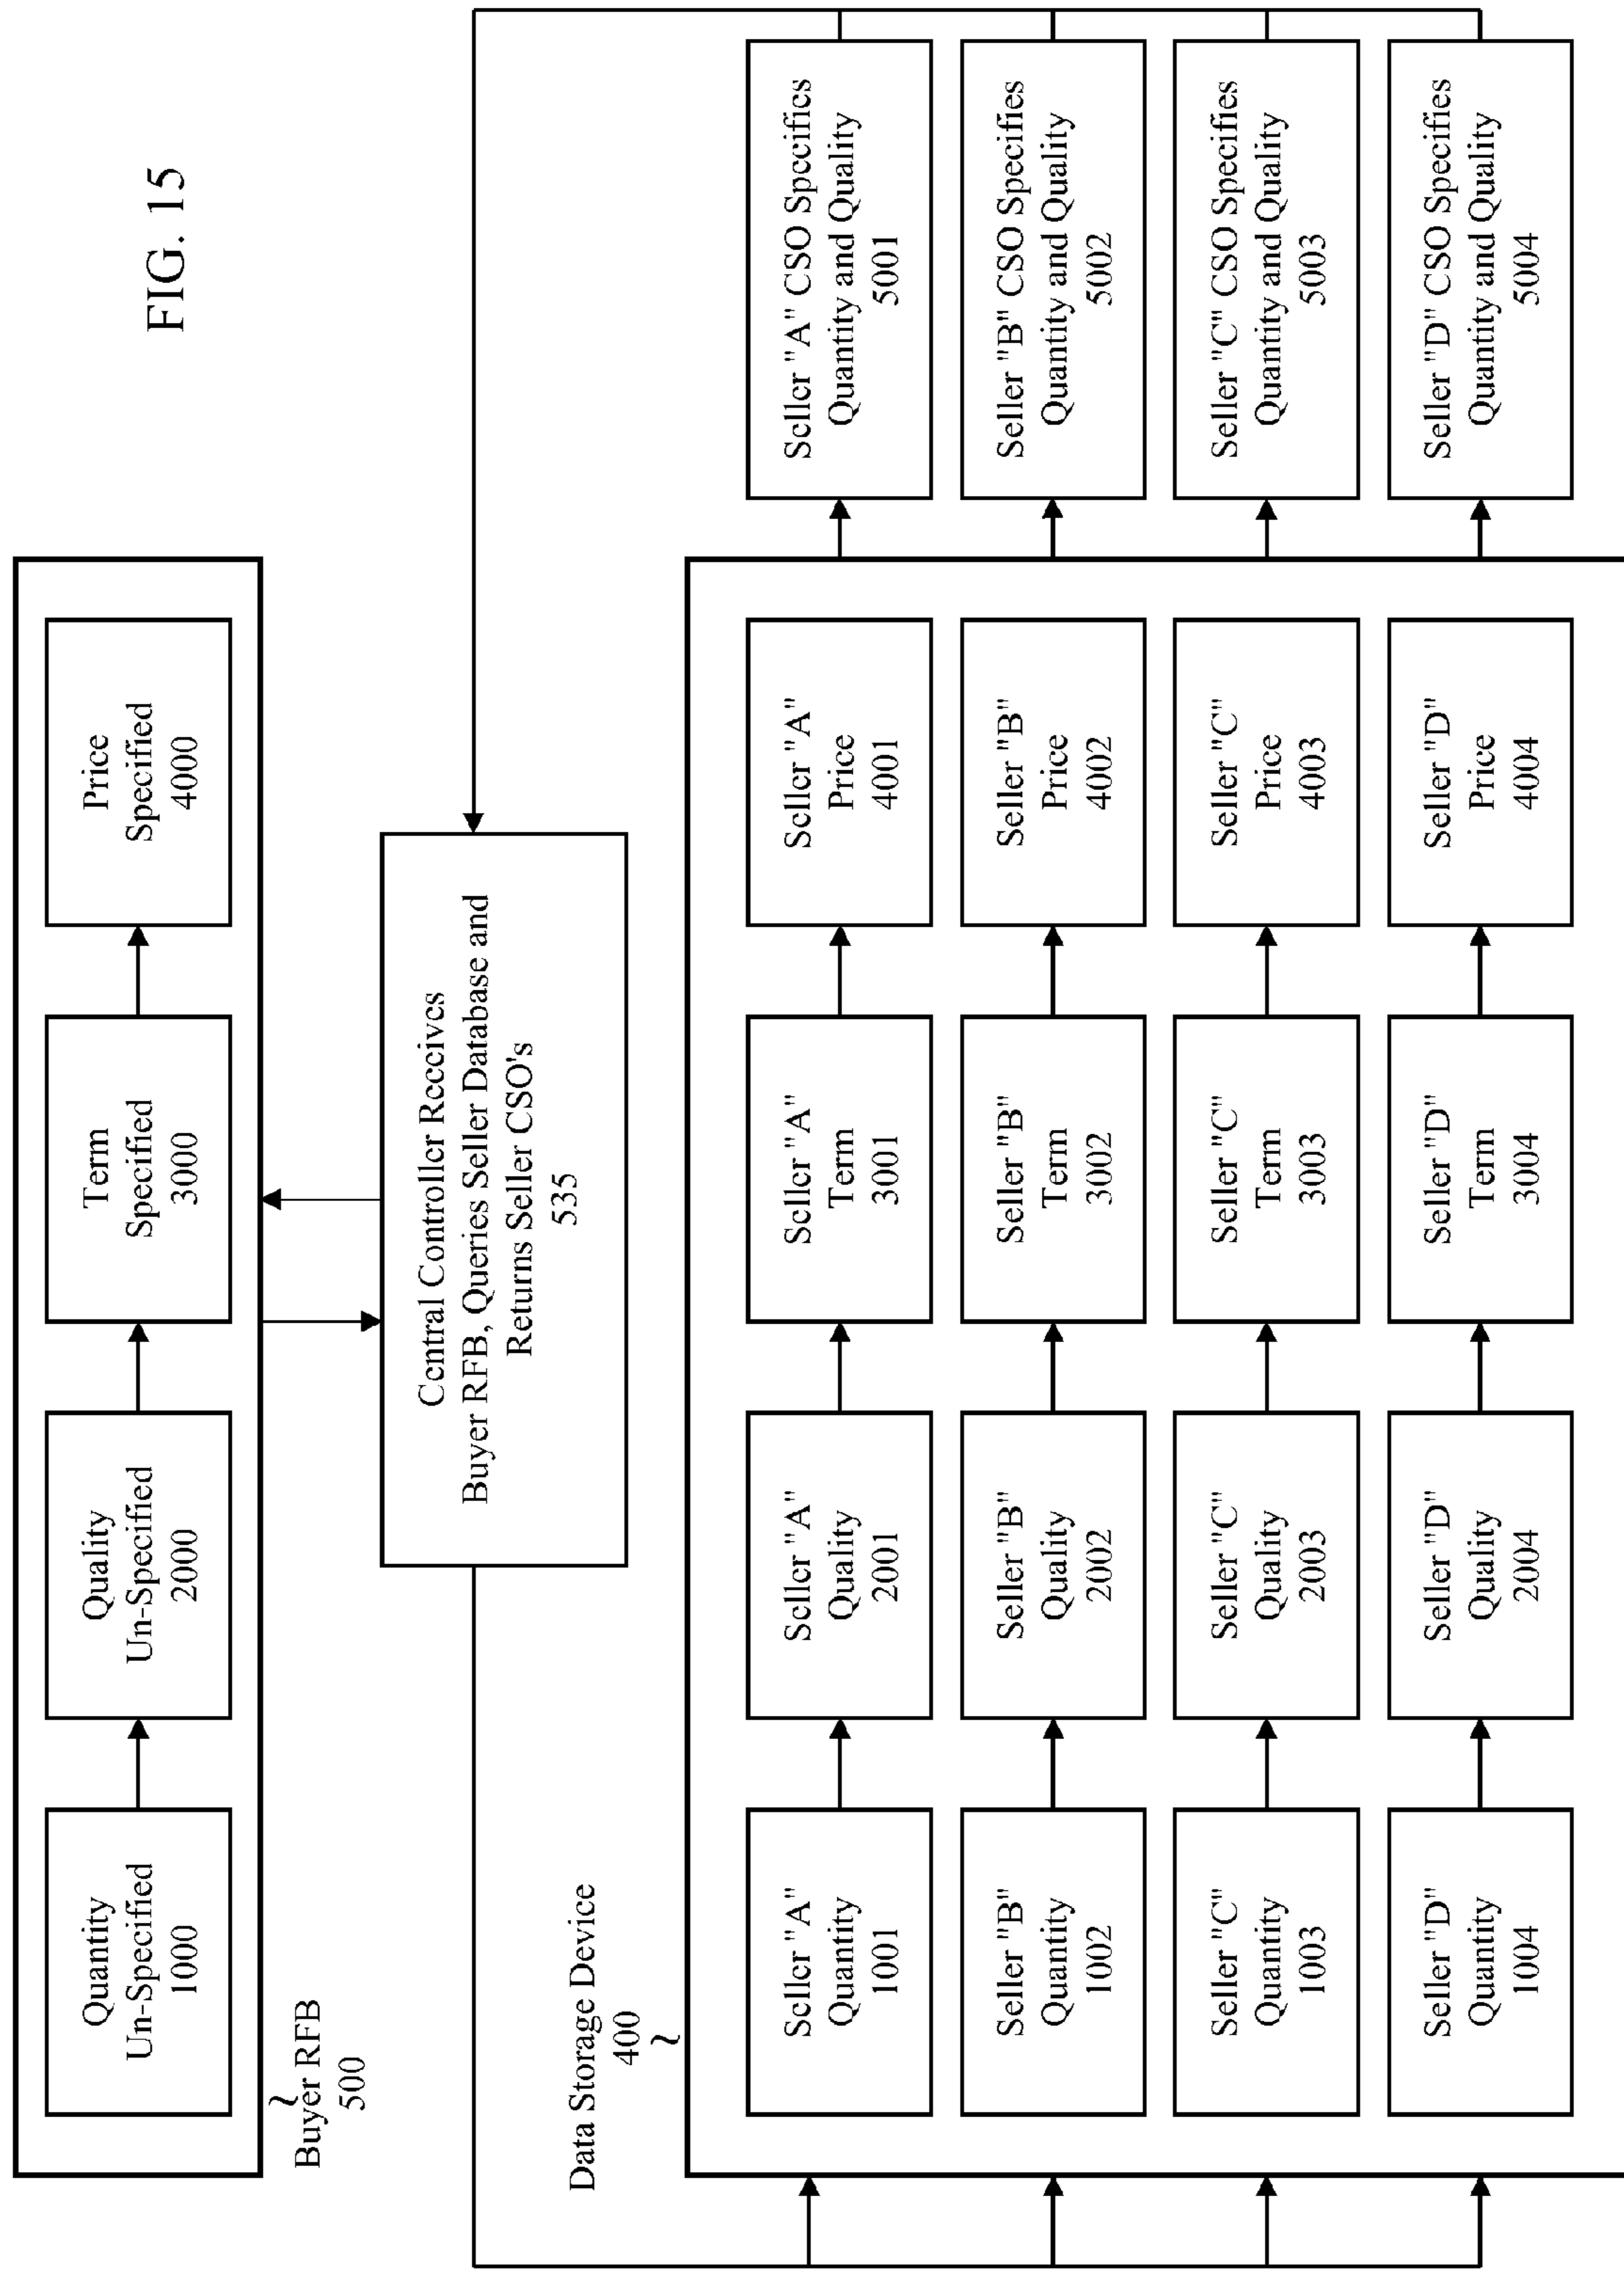 FIG. 15
Quantity
Un-Specified
1000
Quality
Un-Specified
2000
Term
Specified
3000
Price
Specified
4000
Buyer RFB
500
Central Controller Receives
Buyer RFB, Queries Seller Database and
Returns Seller CSO's
535
Data Storage Device
400
Seller "A"
Quantity
1001
Seller "A"
Quality
2001
Seller "A"
Term
3001
Seller "A"
Price
4001
Seller "A" CSO Specifies
Quantity and Quality
5001
Seller "B"
Quantity
1002
Seller "B"
Quality
2002
Seller "B"
Term
3002
Seller "B"
Price
4002
Seller "B" CSO Specifies
Quantity and Quality
5002
Seller "C"
Quantity
1003
Seller "C"
Quality
2003
Seller "C"
Term
3003
Seller "C"
Price
4003
Seller "C" CSO Specifies
Quantity and Quality
5003
Seller "D"
Quantity
1004
Seller "D"
Quality
2004
Seller "D"
Term
3004
Seller "D"
Price
4004
Seller "D" CSO Specifies
Quantity and Quality
5004